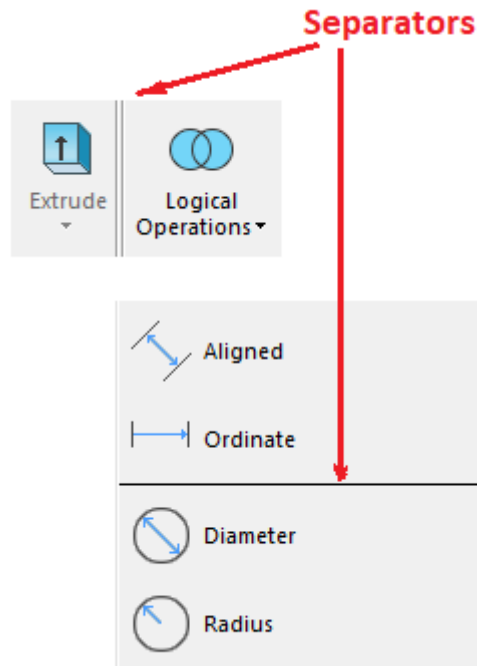 Separators
Extrude
Logical
Operations
Aligned
Ordinate
Diameter
Radius